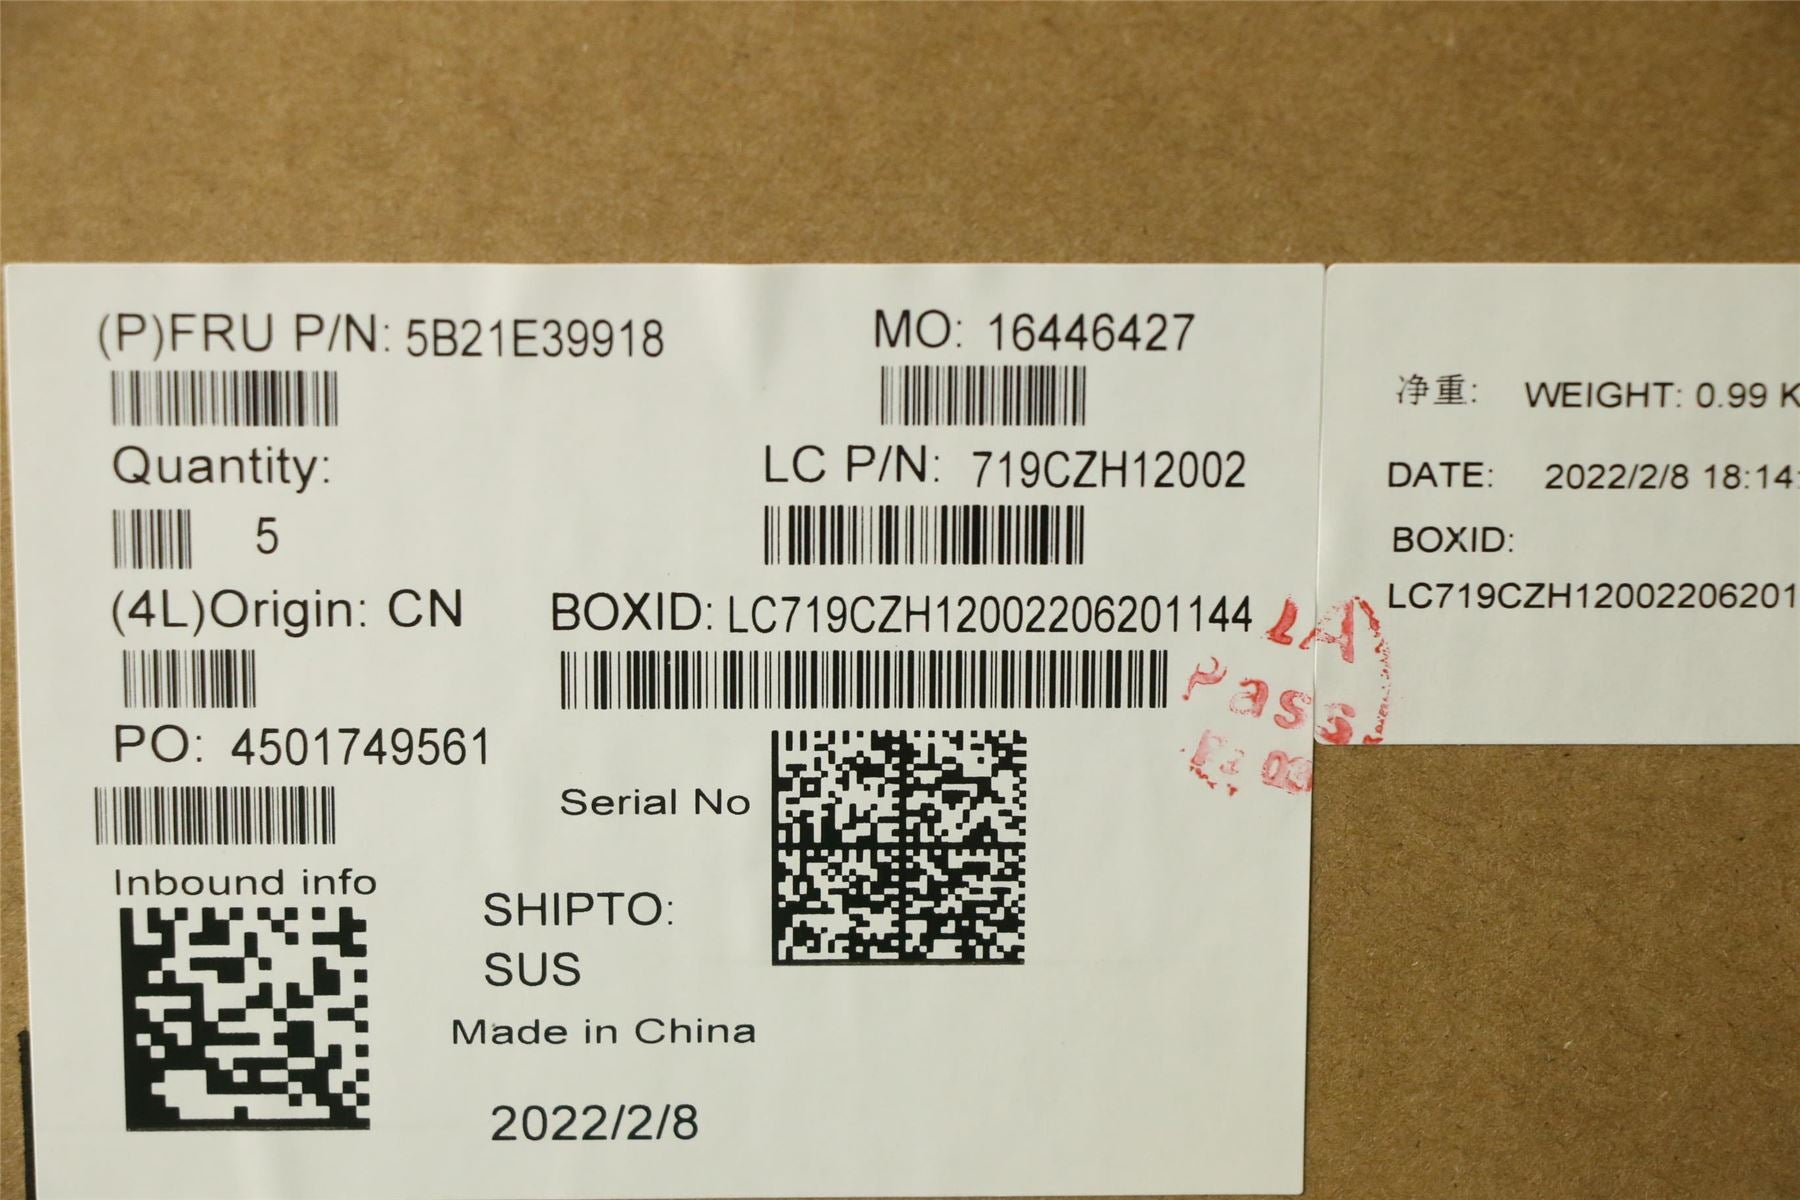 (P)FRU P/N: 5B21E39918
MO: 16446427
Quantity:
5
LC P/N: 719CZH12002
(4L)Origin: CN
BOXID: LC719CZH12002206201144
PO: 4501749561
Serial No
Inbound info
SHIPTO:
SUS
Made in China
2022/2/8
净重: WEIGHT: 0.99 K
DATE: 2022/2/8 18:14:
BOXID:
LC719CZH12002206201
Pass